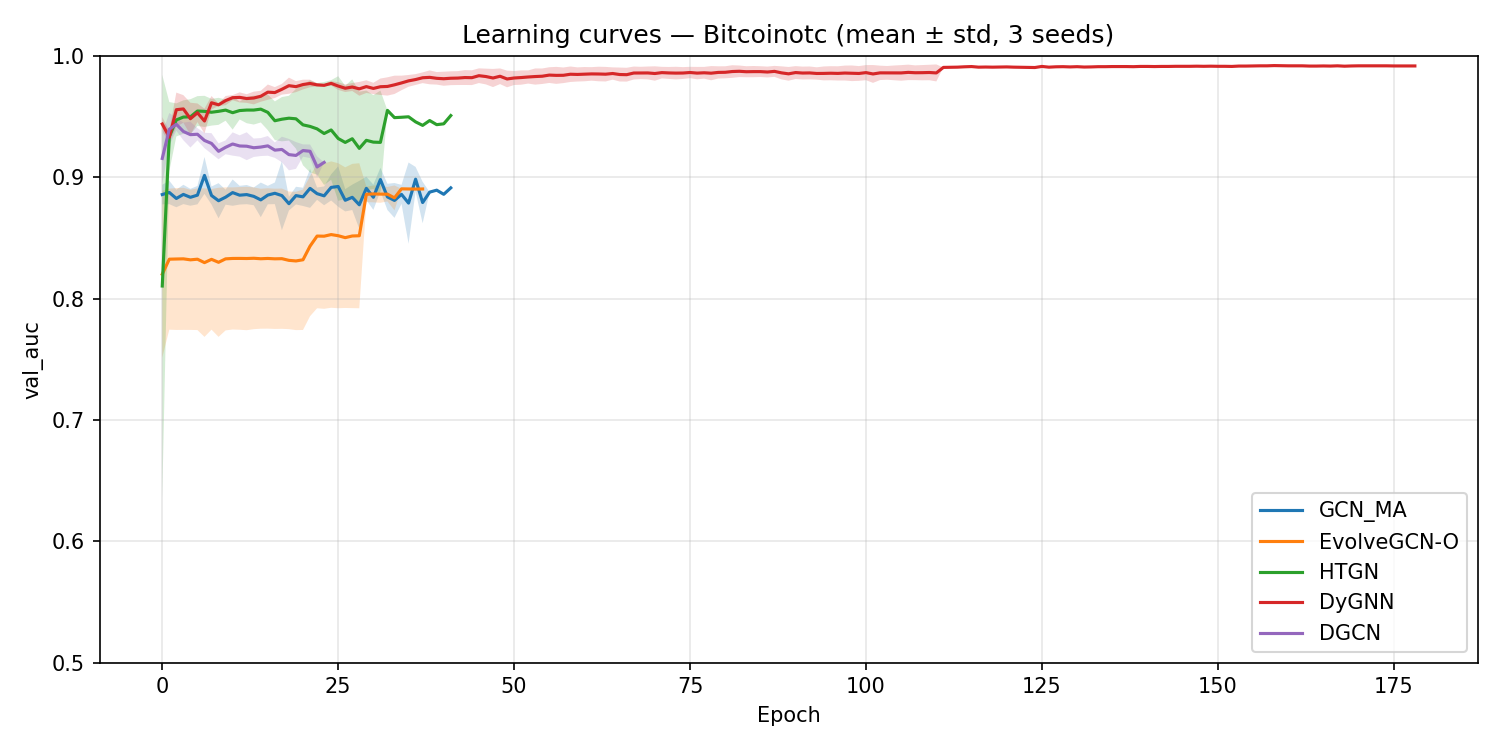 Learning curves — Bitcoinotc (mean ± std, 3 seeds)
1.0
0.9
0.8
0.7
0.6
0.5
val_auc
0
25
50
75
100
125
150
175
Epoch
GCN_MA
EvolveGCN-O
HTGN
DyGNN
DGCN